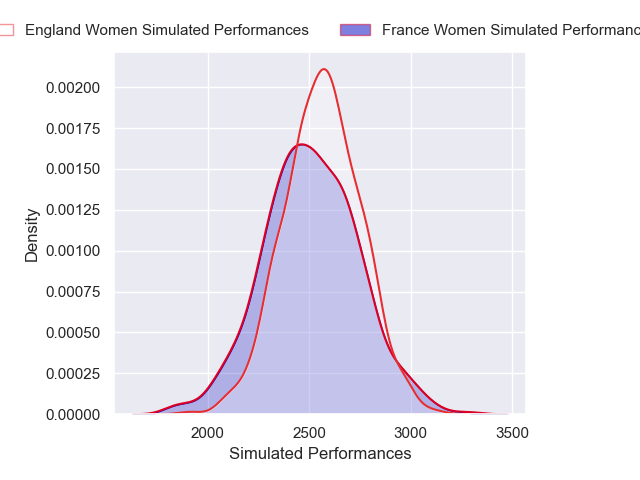 England Women Simulated Performances
France Women Simulated Performanc
0.00200
0.00175
0.00150
0.00125
0.00100
0.00075
0.00050
0.00025
0.00000
Density
2000 2500 3000 3500
Simulated Performances